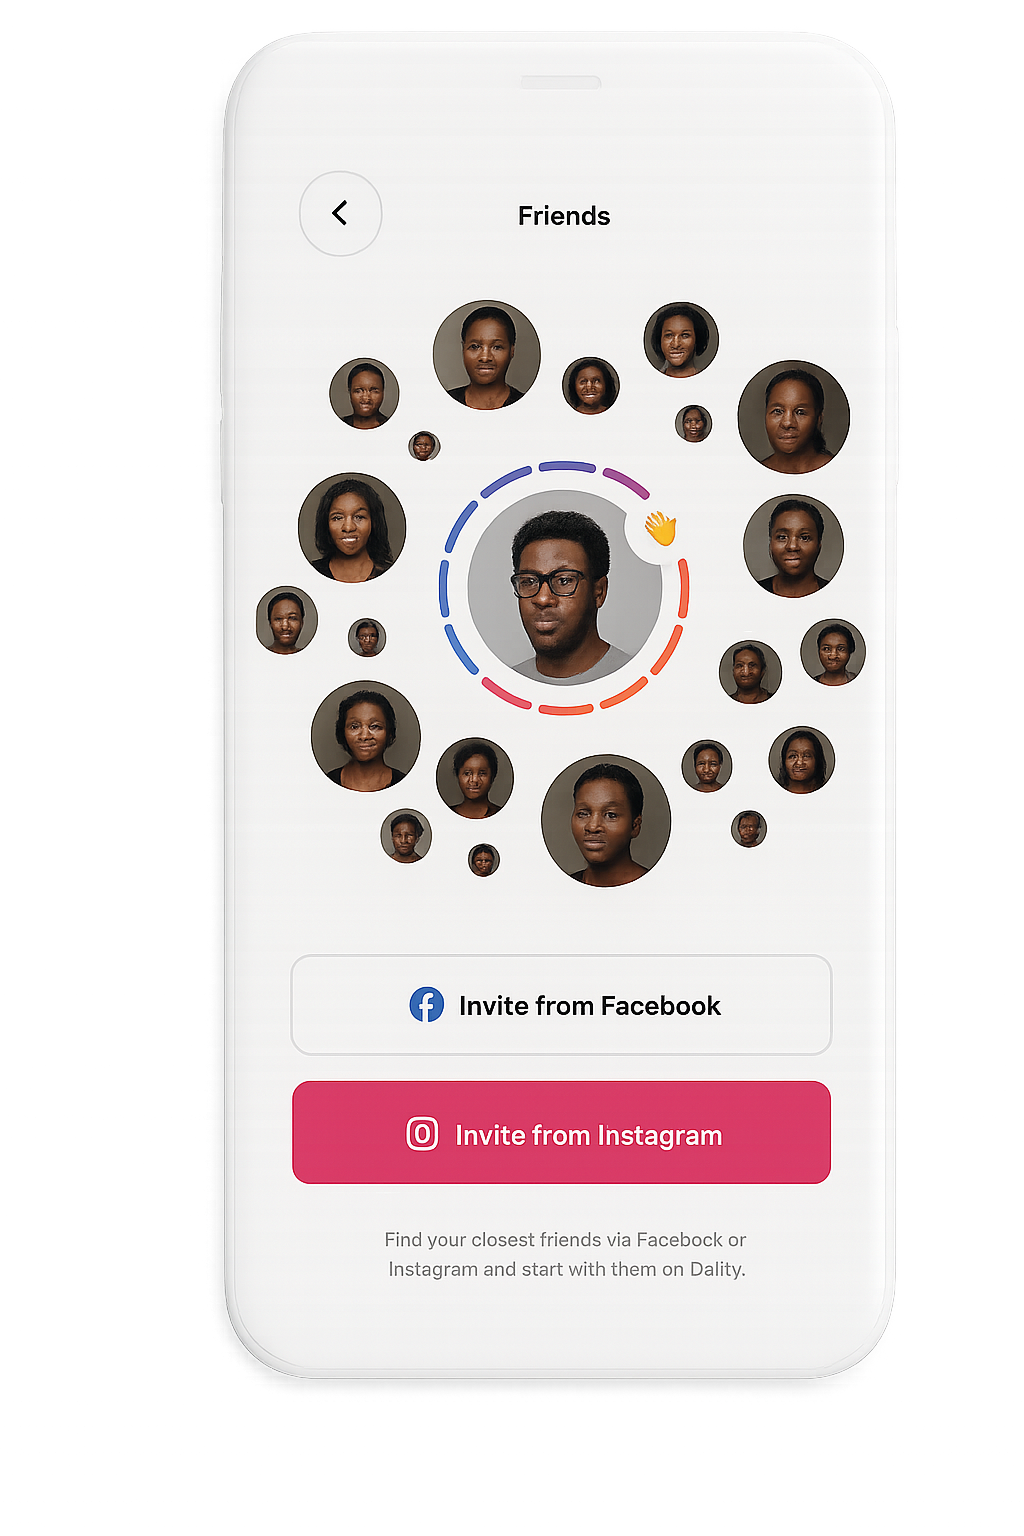 Friends
Invite from Facebook
Invite from Instagram
Find your closest friends via Facebock or
Instagram and start with them on Dality.